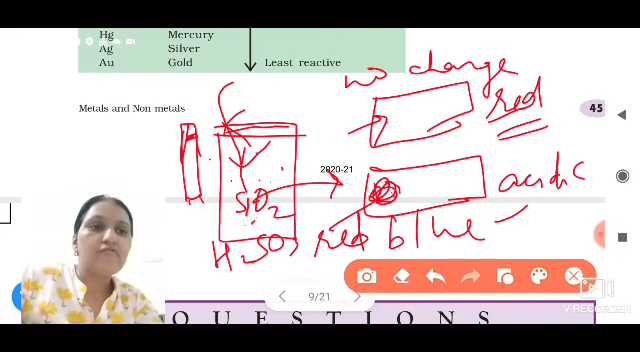 Hg Mercury
Ag Silver
Au Gold Least reactive
no change
Metals and Non-metals
red
45
2020-21
acidic
SO2
red blue
H2SO3
9/21
V RECORDER
QUESTIONS